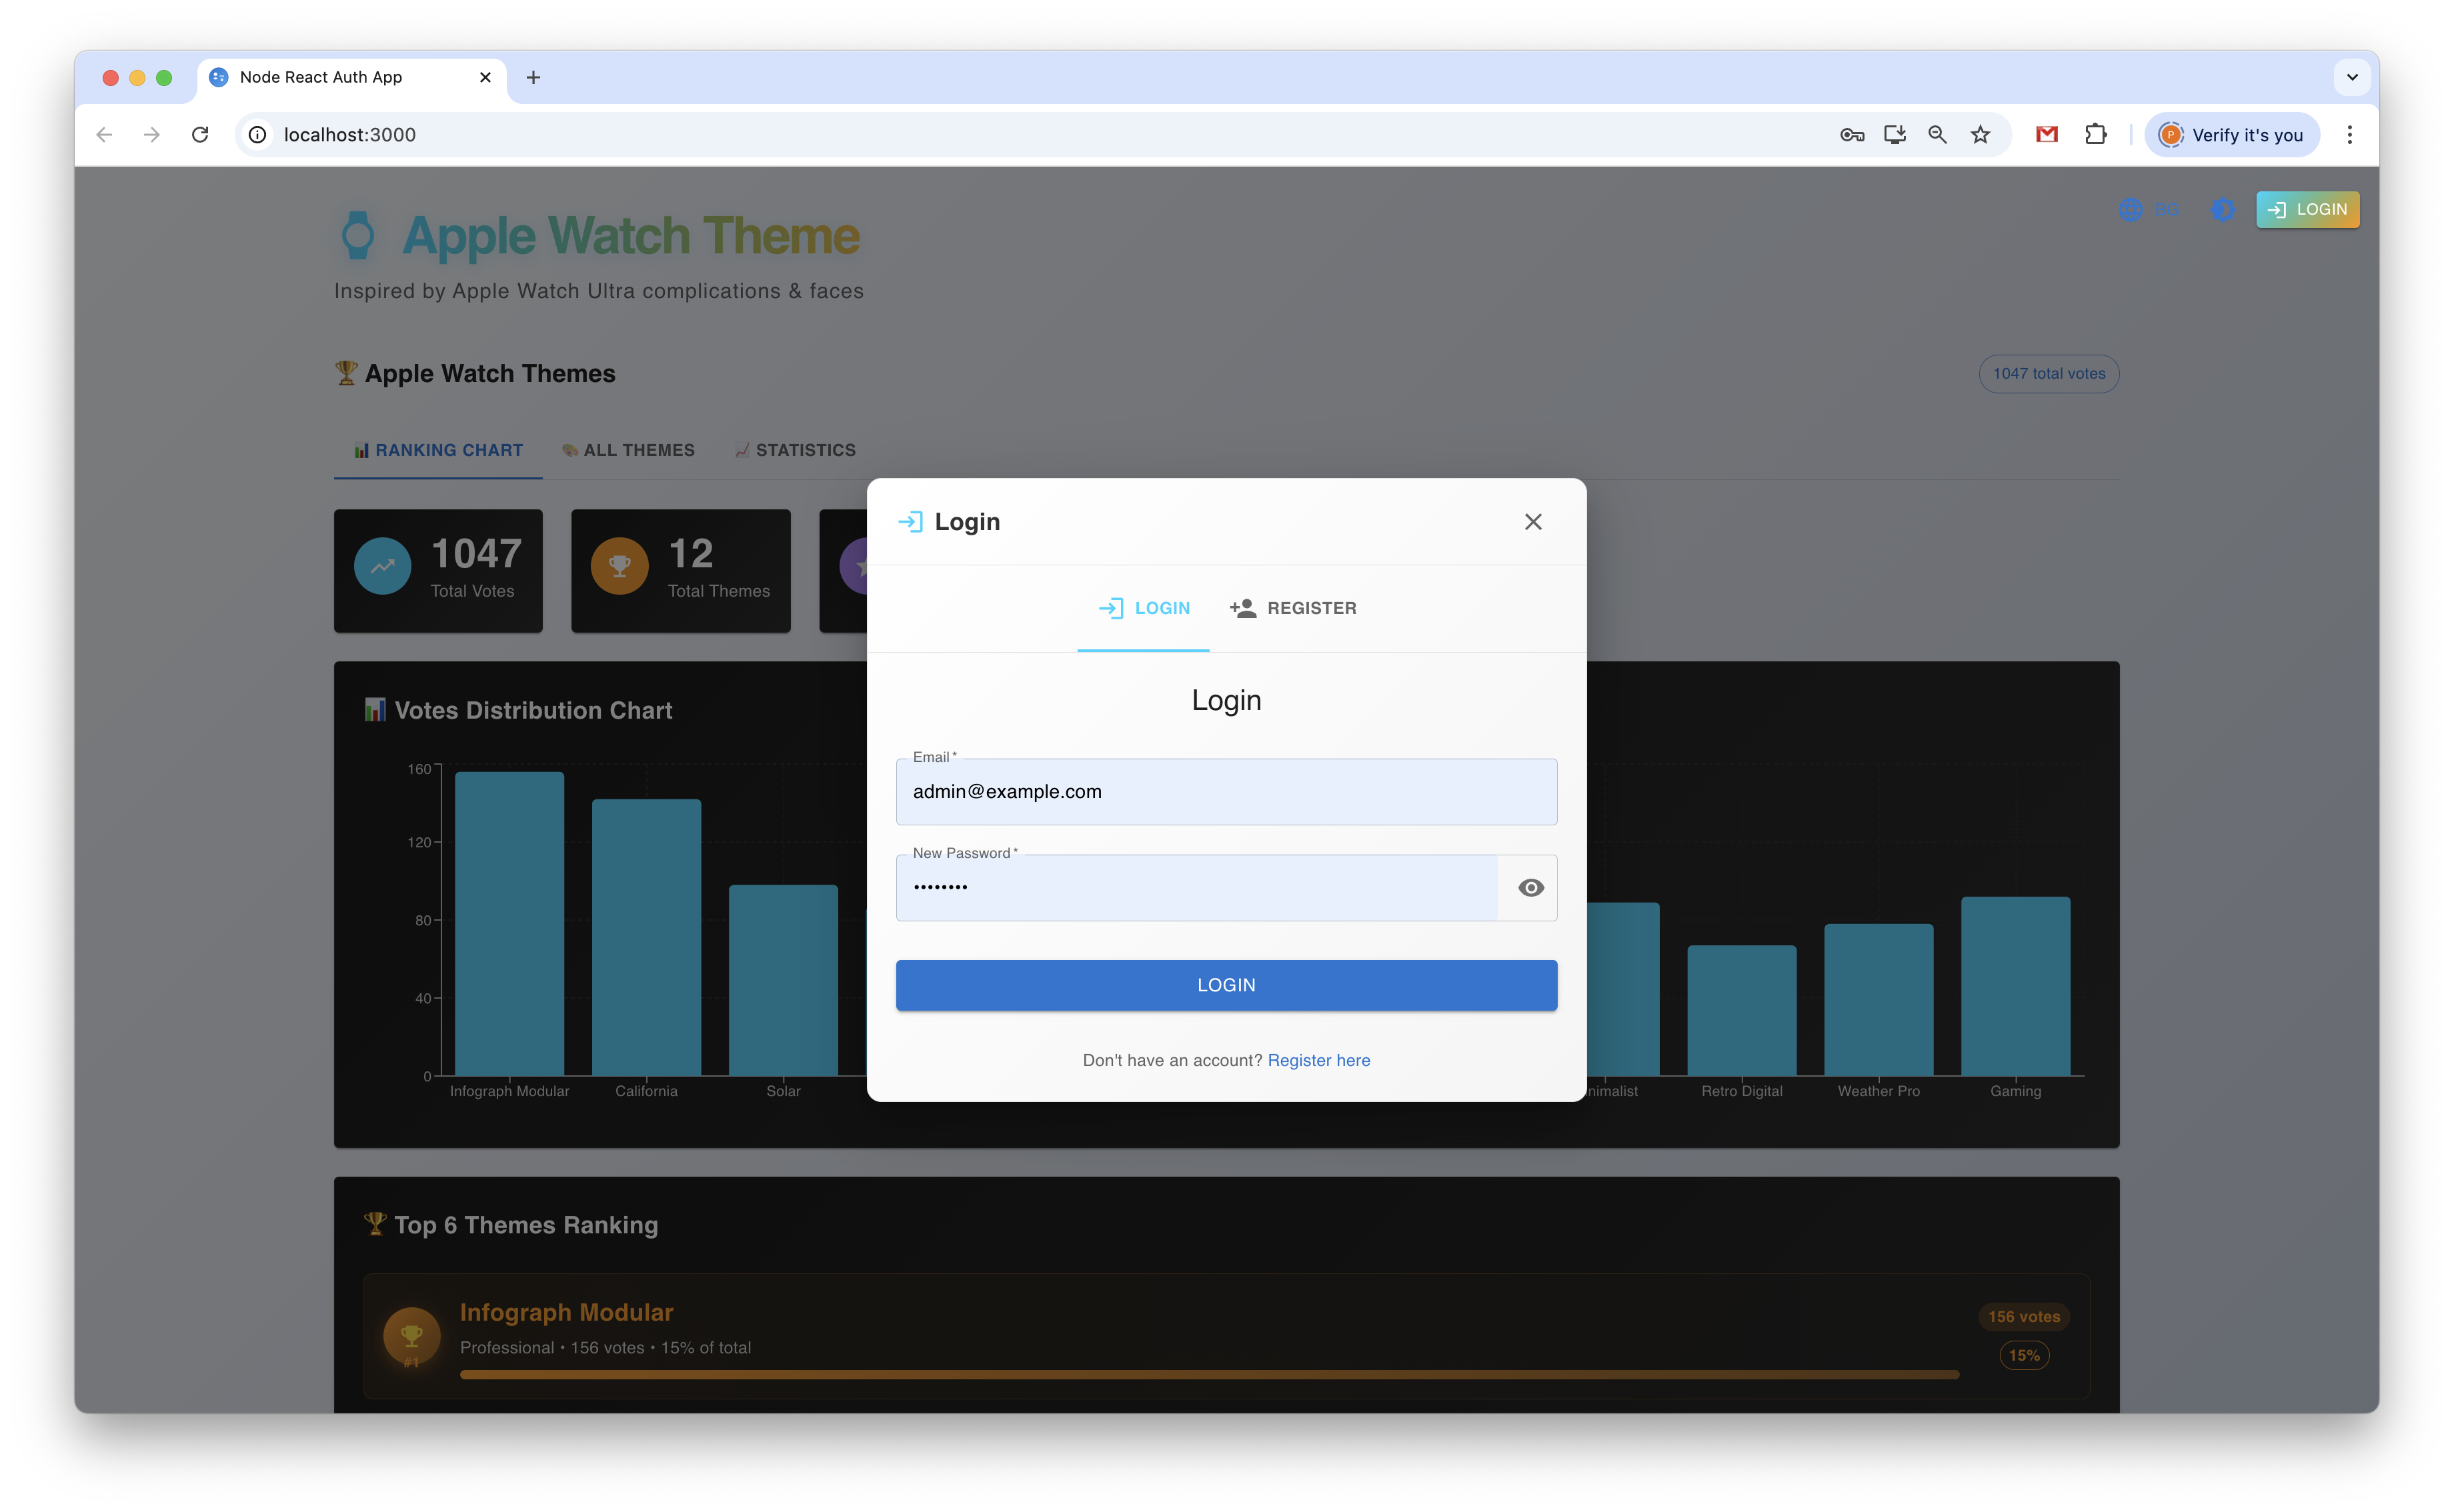 Node React Auth App
localhost:3000
Verify it's you
BG
LOGIN
Apple Watch Theme
Inspired by Apple Watch Ultra complications & faces
🏆 Apple Watch Themes
1047 total votes
📊 RANKING CHART
🎨 ALL THEMES
📈 STATISTICS
1047
Total Votes
12
Total Themes
Login
LOGIN
REGISTER
Login
Email *
admin@example.com
New Password *
••••••••
LOGIN
Don't have an account? Register here
📊 Votes Distribution Chart
160
120
80
40
0
Infograph Modular
California
Solar
nimalist
Retro Digital
Weather Pro
Gaming
🏆 Top 6 Themes Ranking
#1
Infograph Modular
Professional • 156 votes • 15% of total
156 votes
15%